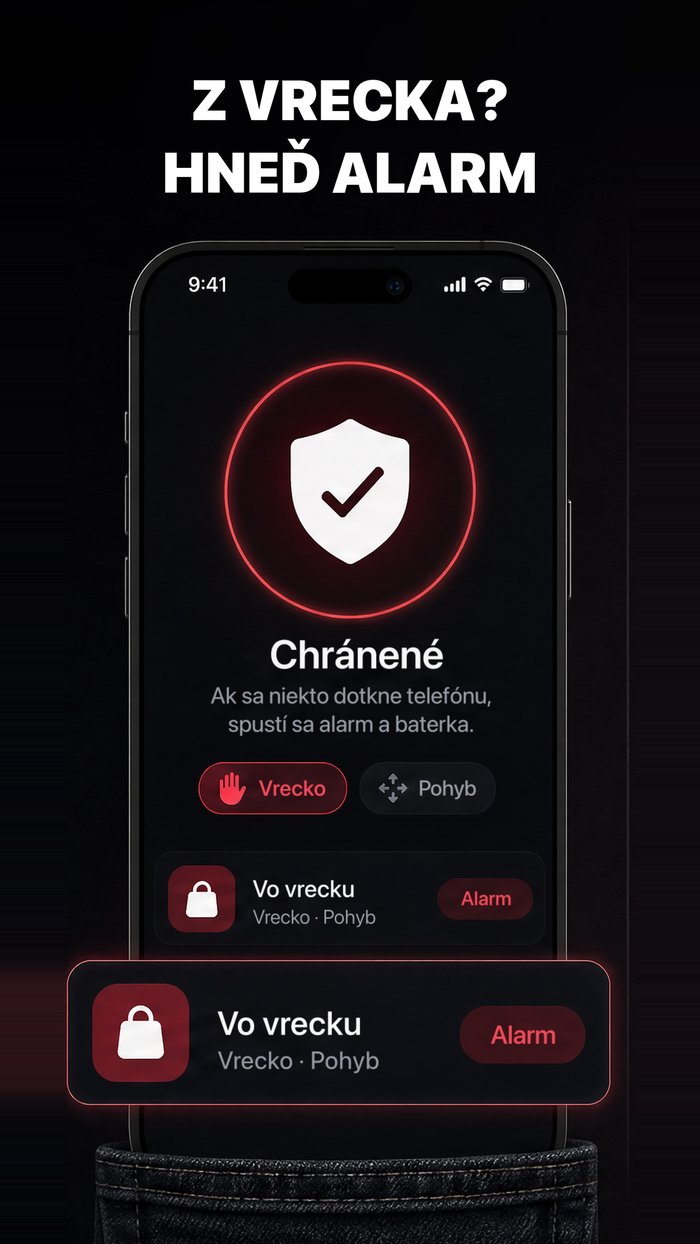 Z VRECKA?
HNEĎ ALARM
9:41
Chránené
Ak sa niekto dotkne telefónu,
spustí sa alarm a baterka.
Vrecko
Pohyb
Vo vrecku
Vrecko · Pohyb
Alarm
Vo vrecku
Vrecko · Pohyb
Alarm